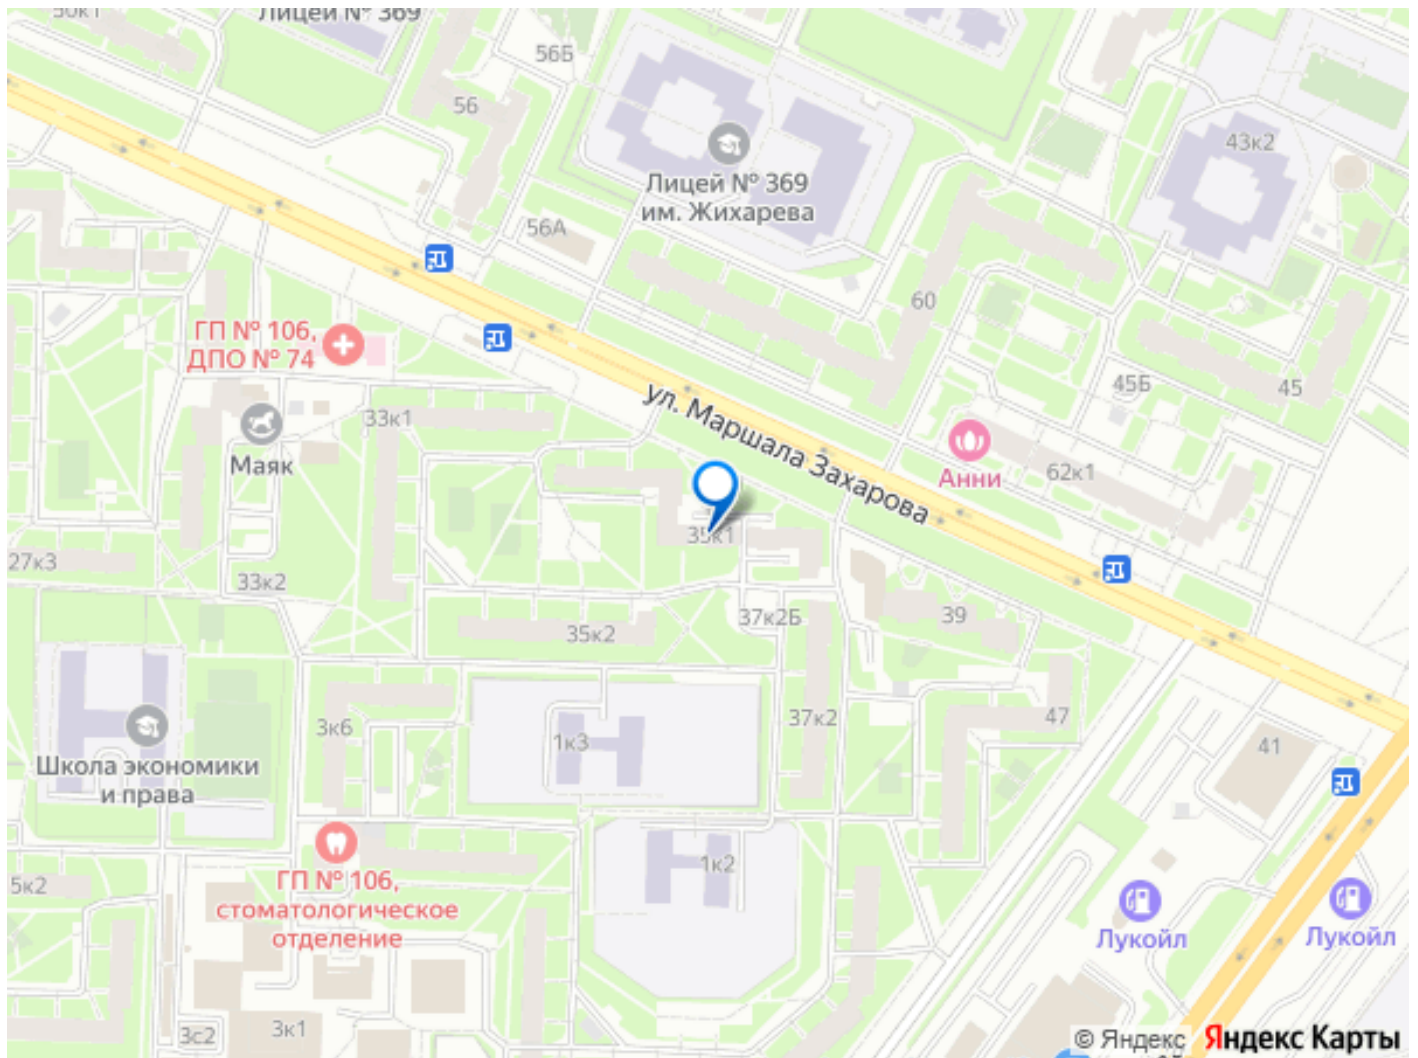 50к1
Лицей № 369
56Б
56
43к2
Лицей № 369
им. Жихарева
56А
60
ГП № 106,
ДПО № 74
45Б
45
33к1
ул. Маршала Захарова
Маяк
Анни
62к1
35к1
27к3
33к2
37к2Б
39
35к2
3к6
37к2
47
1к3
41
Школа экономики
и права
1к2
5к2
ГП № 106,
стоматологическое
отделение
Лукойл
Лукойл
3с2
3к1
© Яндекс Яндекс Карты